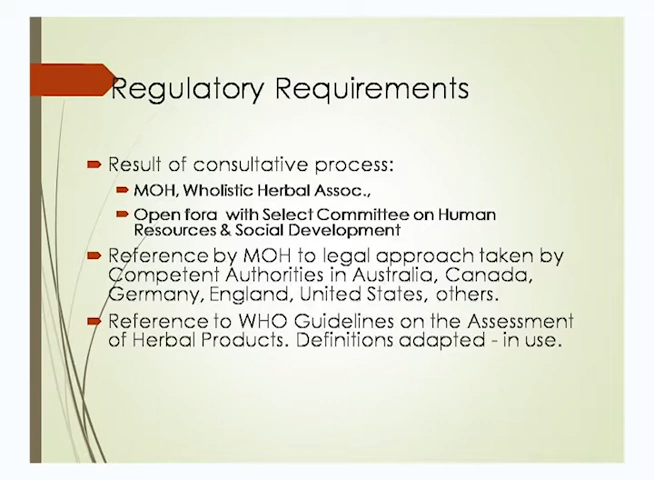 Regulatory Requirements
Result of consultative process:
MOH, Wholistic Herbal Assoc.,
Open fora with Select Committee on Human
Resources & Social Development
Reference by MOH to legal approach taken by
Competent Authorities in Australia, Canada,
Germany, England, United States, others.
Reference to WHO Guidelines on the Assessment
of Herbal Products. Definitions adapted - in use.